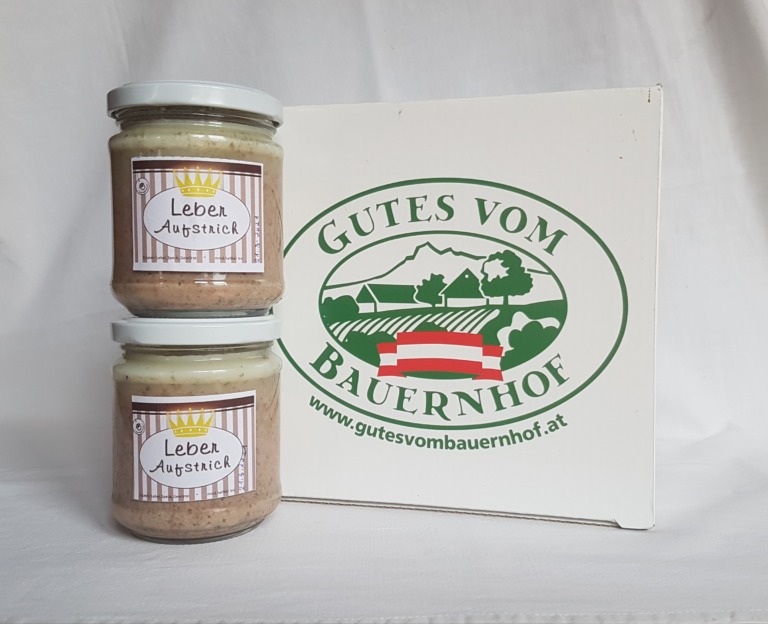 Leber
Aufstrich
GUTES VOM
BAUERNHOF
www.gutesvombauernhof.at
Leber
Aufstrich